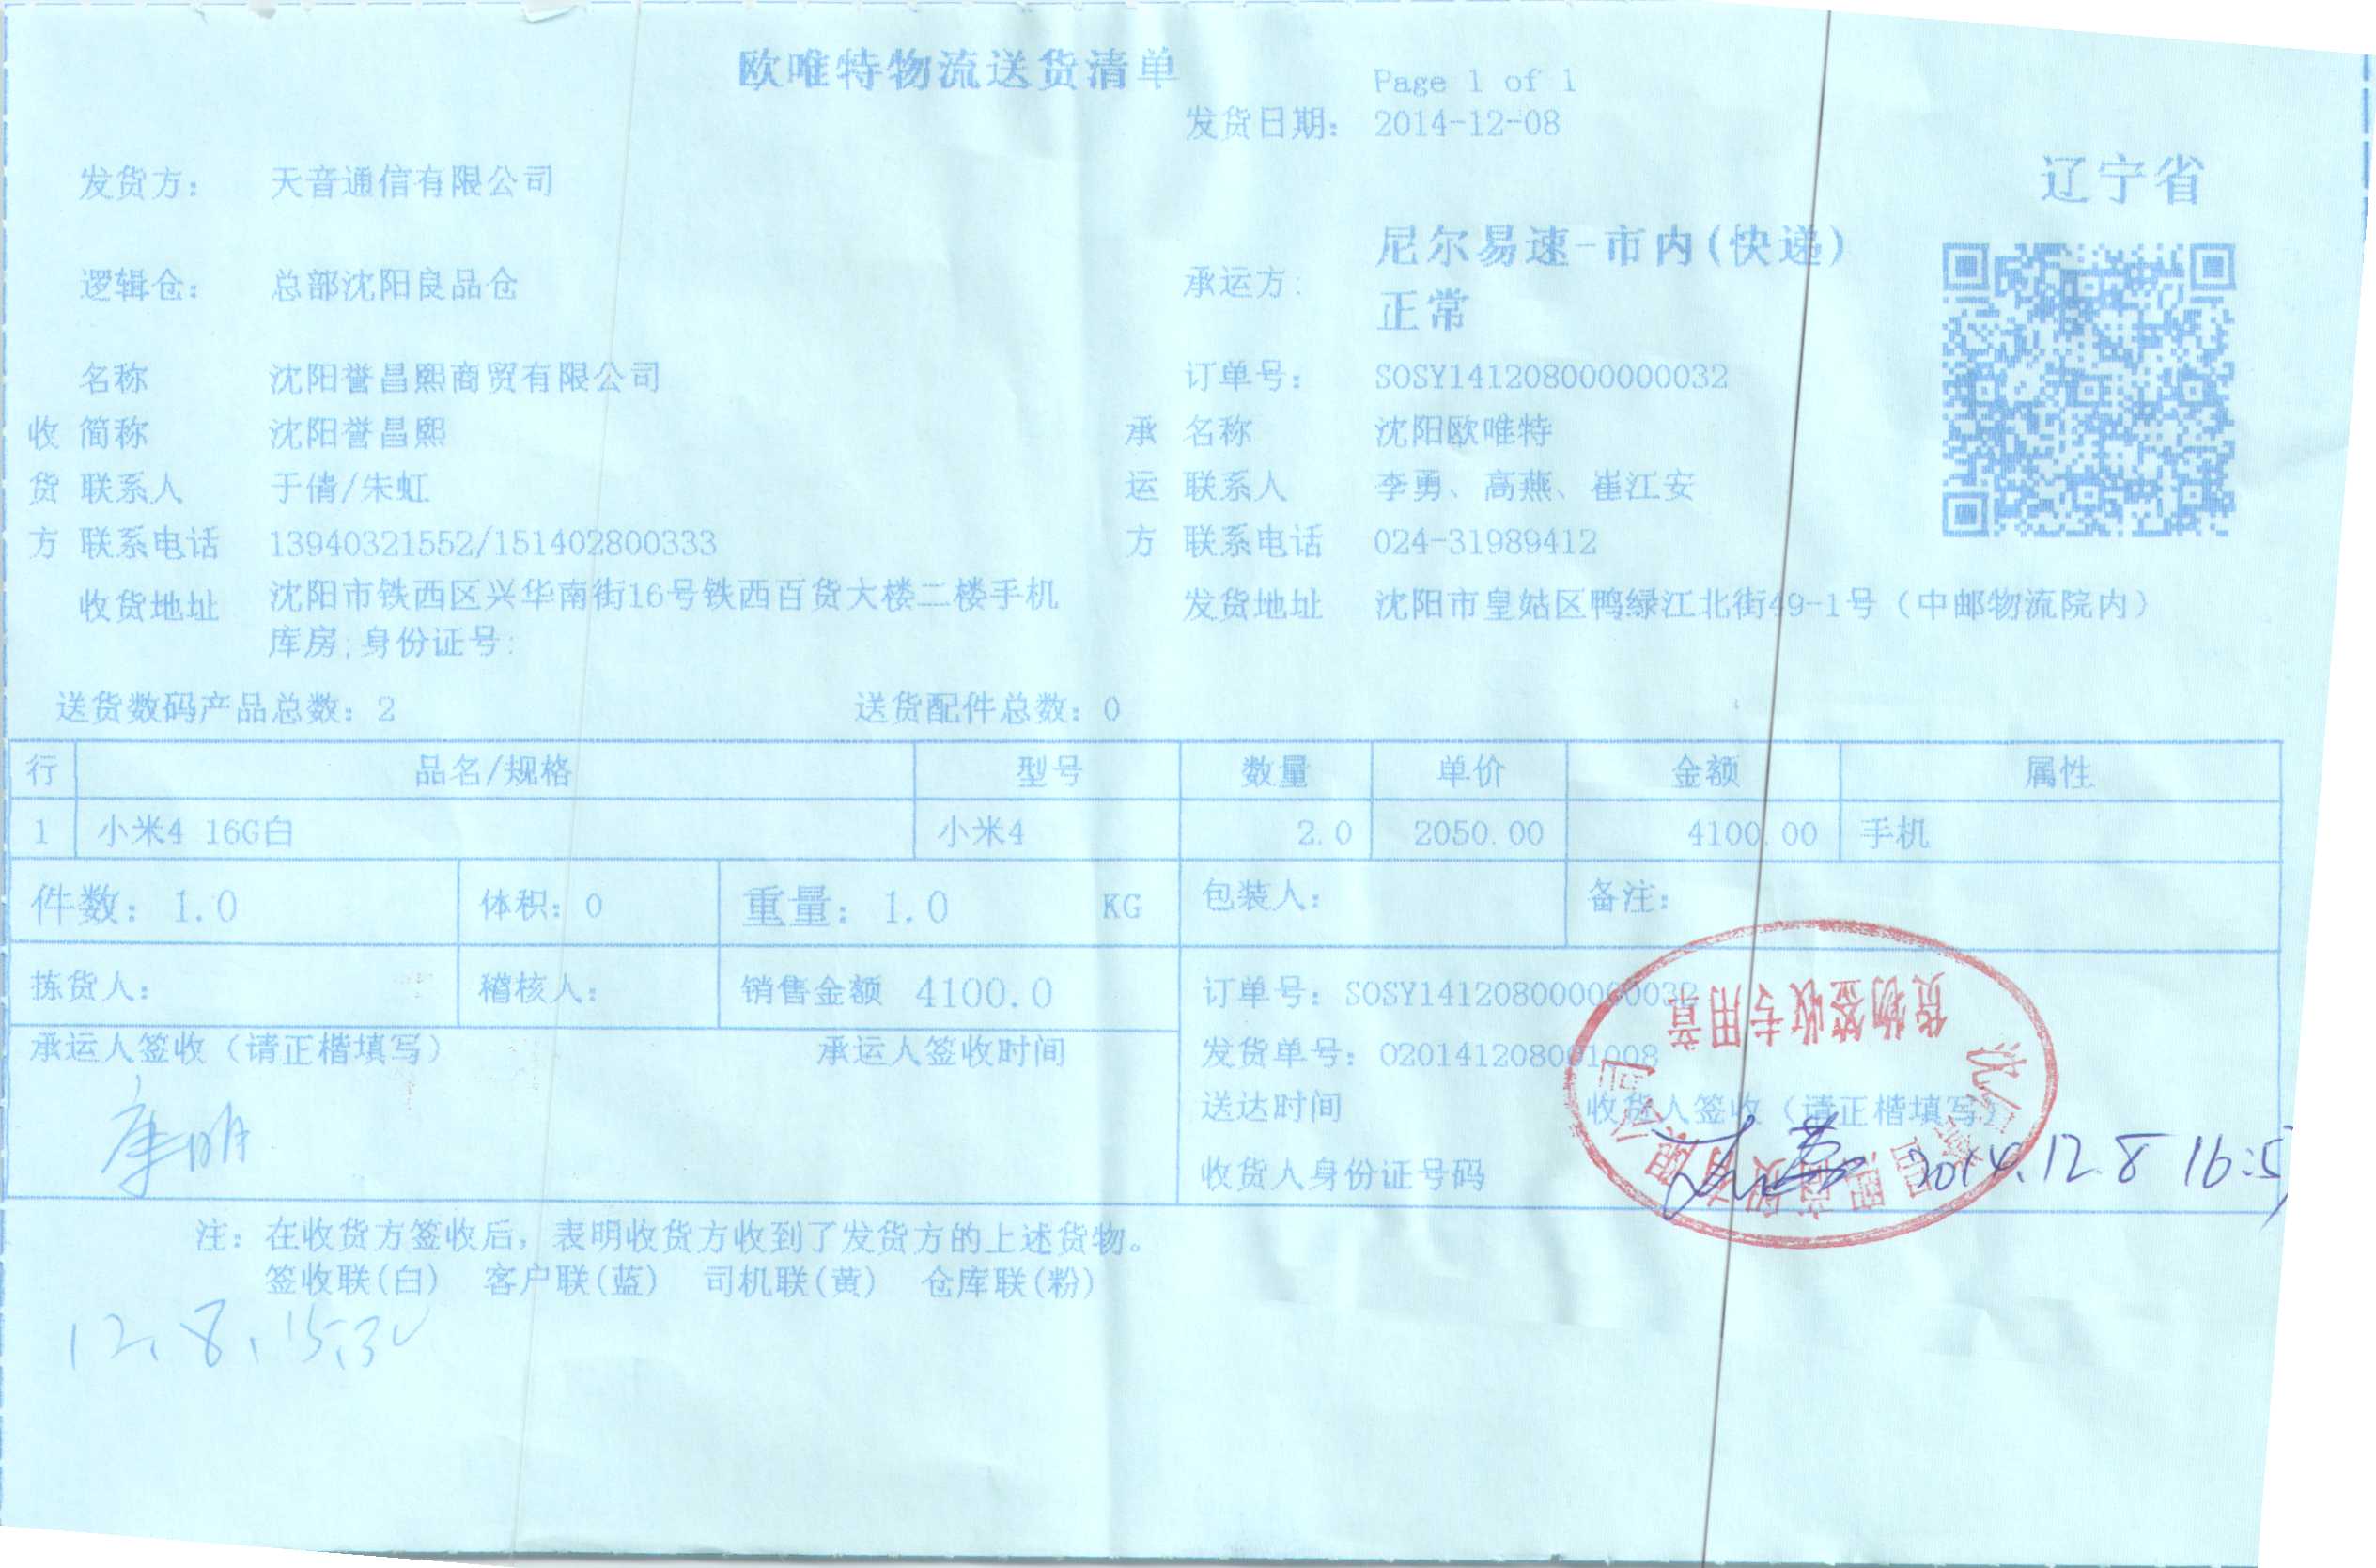 欧唯特物流送货清单
Page 1 of 1
发货日期: 2014-12-08
辽宁省
发货方: 天音通信有限公司
尼尔易速-市内(快递)
逻辑仓: 总部沈阳良品仓 承运方:
正常
名称 沈阳誉昌熙商贸有限公司 订单号: SOSY141208000000032
收 简称 沈阳誉昌熙 承 名称 沈阳欧唯特
货 联系人 于倩/朱虹 运 联系人 李勇、高燕、崔江安
方 联系电话 13940321552/151402800333 方 联系电话 024-31989412
收货地址 沈阳市铁西区兴华南街16号铁西百货大楼二楼手机 发货地址 沈阳市皇姑区鸭绿江北街49-1号（中邮物流院内）
库房;身份证号:
送货数码产品总数: 2 送货配件总数: 0
行 品名/规格 型号 数量 单价 金额 属性
1 小米4 16G白 小米4 2.0 2050.00 4100.00 手机
件数: 1.0 体积: 0 重量: 1.0 KG 包装人: 备注:
拣货人: 稽核人: 销售金额 4100.0 订单号: SOSY141208000000032
承运人签收（请正楷填写） 承运人签收时间 发货单号: O20141208001008
送达时间 收货人签收（请正楷填写）
收货人身份证号码
2014.12.8 16:5
货物签收专用章
注: 在收货方签收后，表明收货方收到了发货方的上述货物。
签收联(白) 客户联(蓝) 司机联(黄) 仓库联(粉)
12.8.15.30